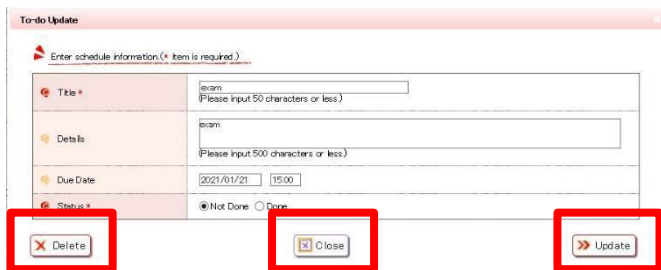 To-do Update
Enter schedule information.(* item is required.)
Title *
exam
(Please input 50 characters or less.)
Details
exam
(Please input 500 characters or less.)
Due Date
2021/01/21 15:00
Status *
Not Done Done
Delete Close Update